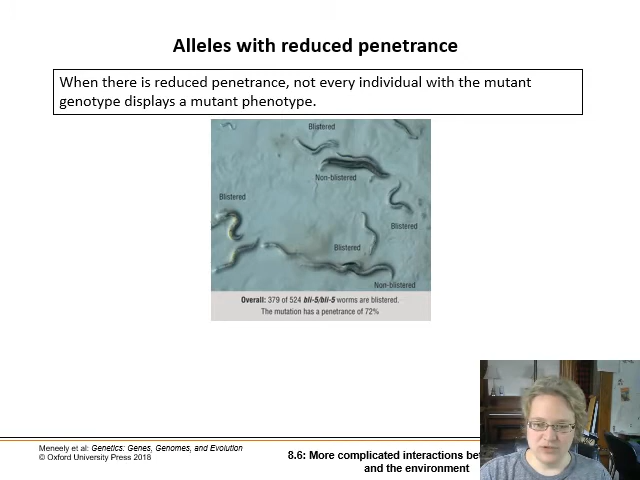 Alleles with reduced penetrance
When there is reduced penetrance, not every individual with the mutant
genotype displays a mutant phenotype.
Blistered
Non-blistered
Blistered
Blistered
Blistered
Non-blistered
Overall: 379 of 524 bli-5/bli-5 worms are blistered.
The mutation has a penetrance of 72%
Meneely et al: Genetics: Genes, Genomes, and Evolution
© Oxford University Press 2018
8.6: More complicated interactions
and the environment